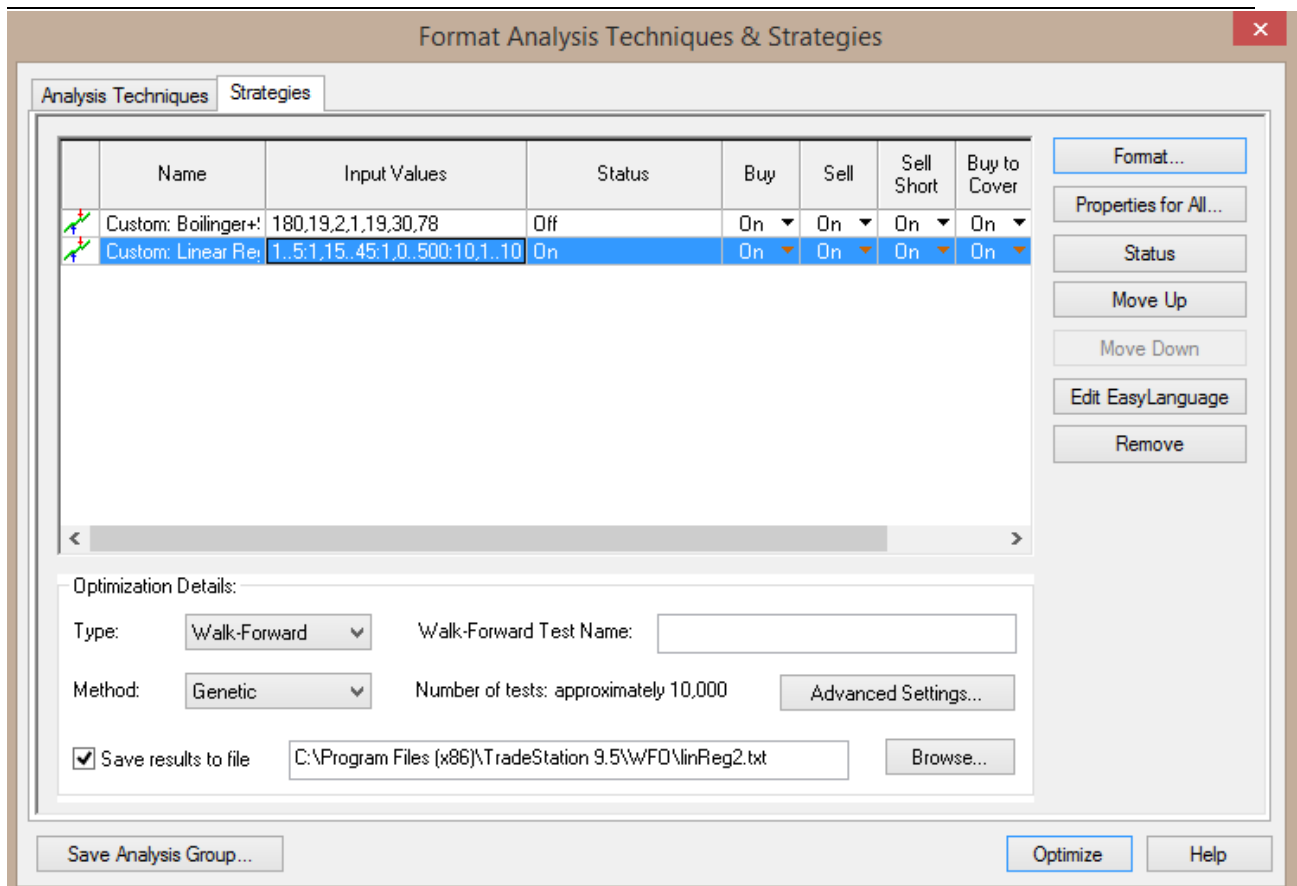 Format Analysis Techniques & Strategies
Analysis Techniques Strategies
Name Input Values Status Buy Sell Sell Short Buy to Cover
Custom: Boilinger+! 180,19,2,1,19,30,78 Off On On On On
Custom: Linear Re 1..5:1,15..45:1,0..500:10,1..10 On On On On On
Format...
Properties for All...
Status
Move Up
Move Down
Edit EasyLanguage
Remove
Optimization Details:
Type: Walk-Forward Walk-Forward Test Name:
Method: Genetic Number of tests: approximately 10,000 Advanced Settings...
Save results to file C:\Program Files (x86)\TradeStation 9.5\WFO\linReg2.txt Browse...
Save Analysis Group... Optimize Help